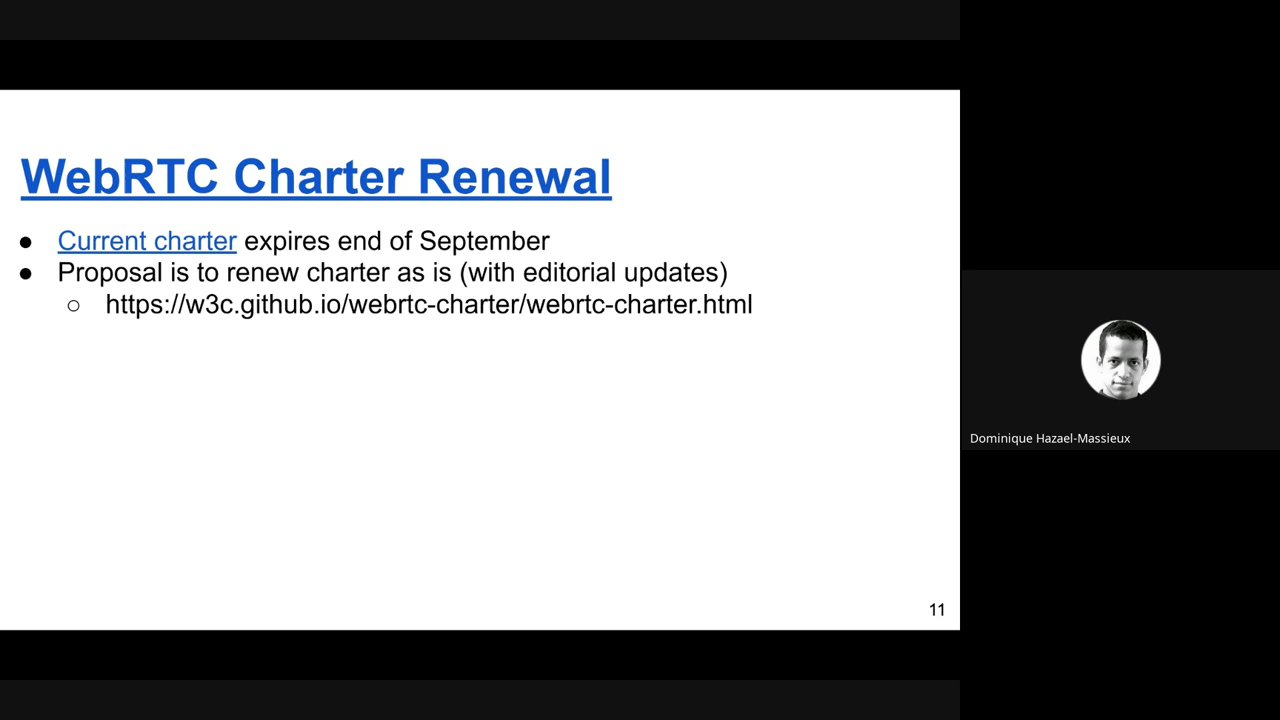 WebRTC Charter Renewal
● Current charter expires end of September
● Proposal is to renew charter as is (with editorial updates)
○ https://w3c.github.io/webrtc-charter/webrtc-charter.html
Dominique Hazael-Massieux
11